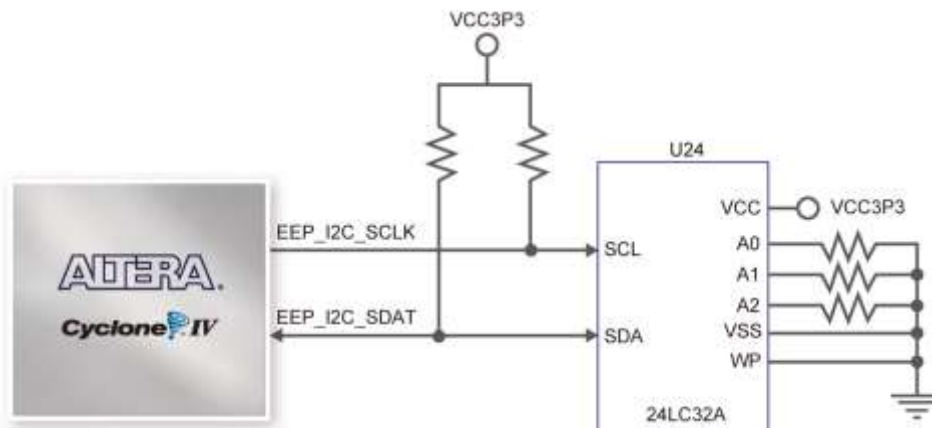 VCC3P3
U24
VCC
VCC3P3
EEP_I2C_SCLK
SCL
A0
A1
ALTERA.
A2
Cyclone IV
EEP_I2C_SDAT
SDA
VSS
WP
24LC32A